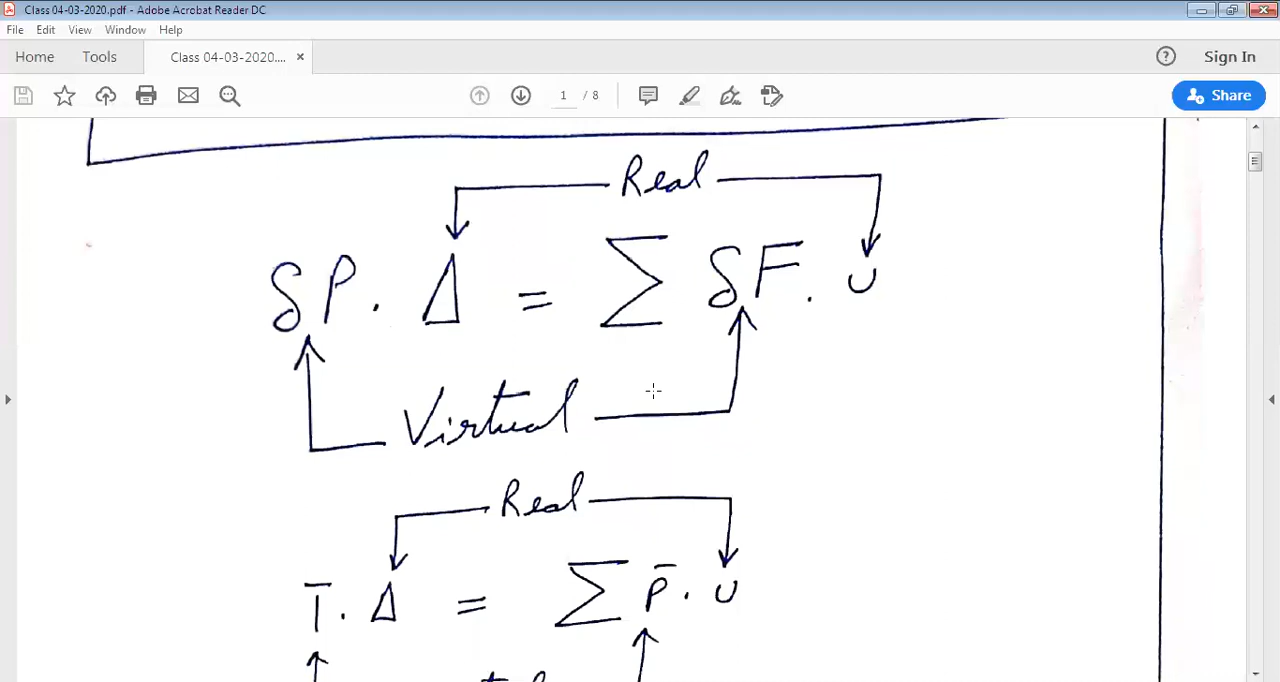 Class 04-03-2020.pdf - Adobe Acrobat Reader DC
File Edit View Window Help
Home Tools Class 04-03-2020.... × ? Sign In
1 / 8 Share
Real
δP . Δ = Σ δF . u
Virtual
Real
1̄ . Δ = Σ P̄ . u